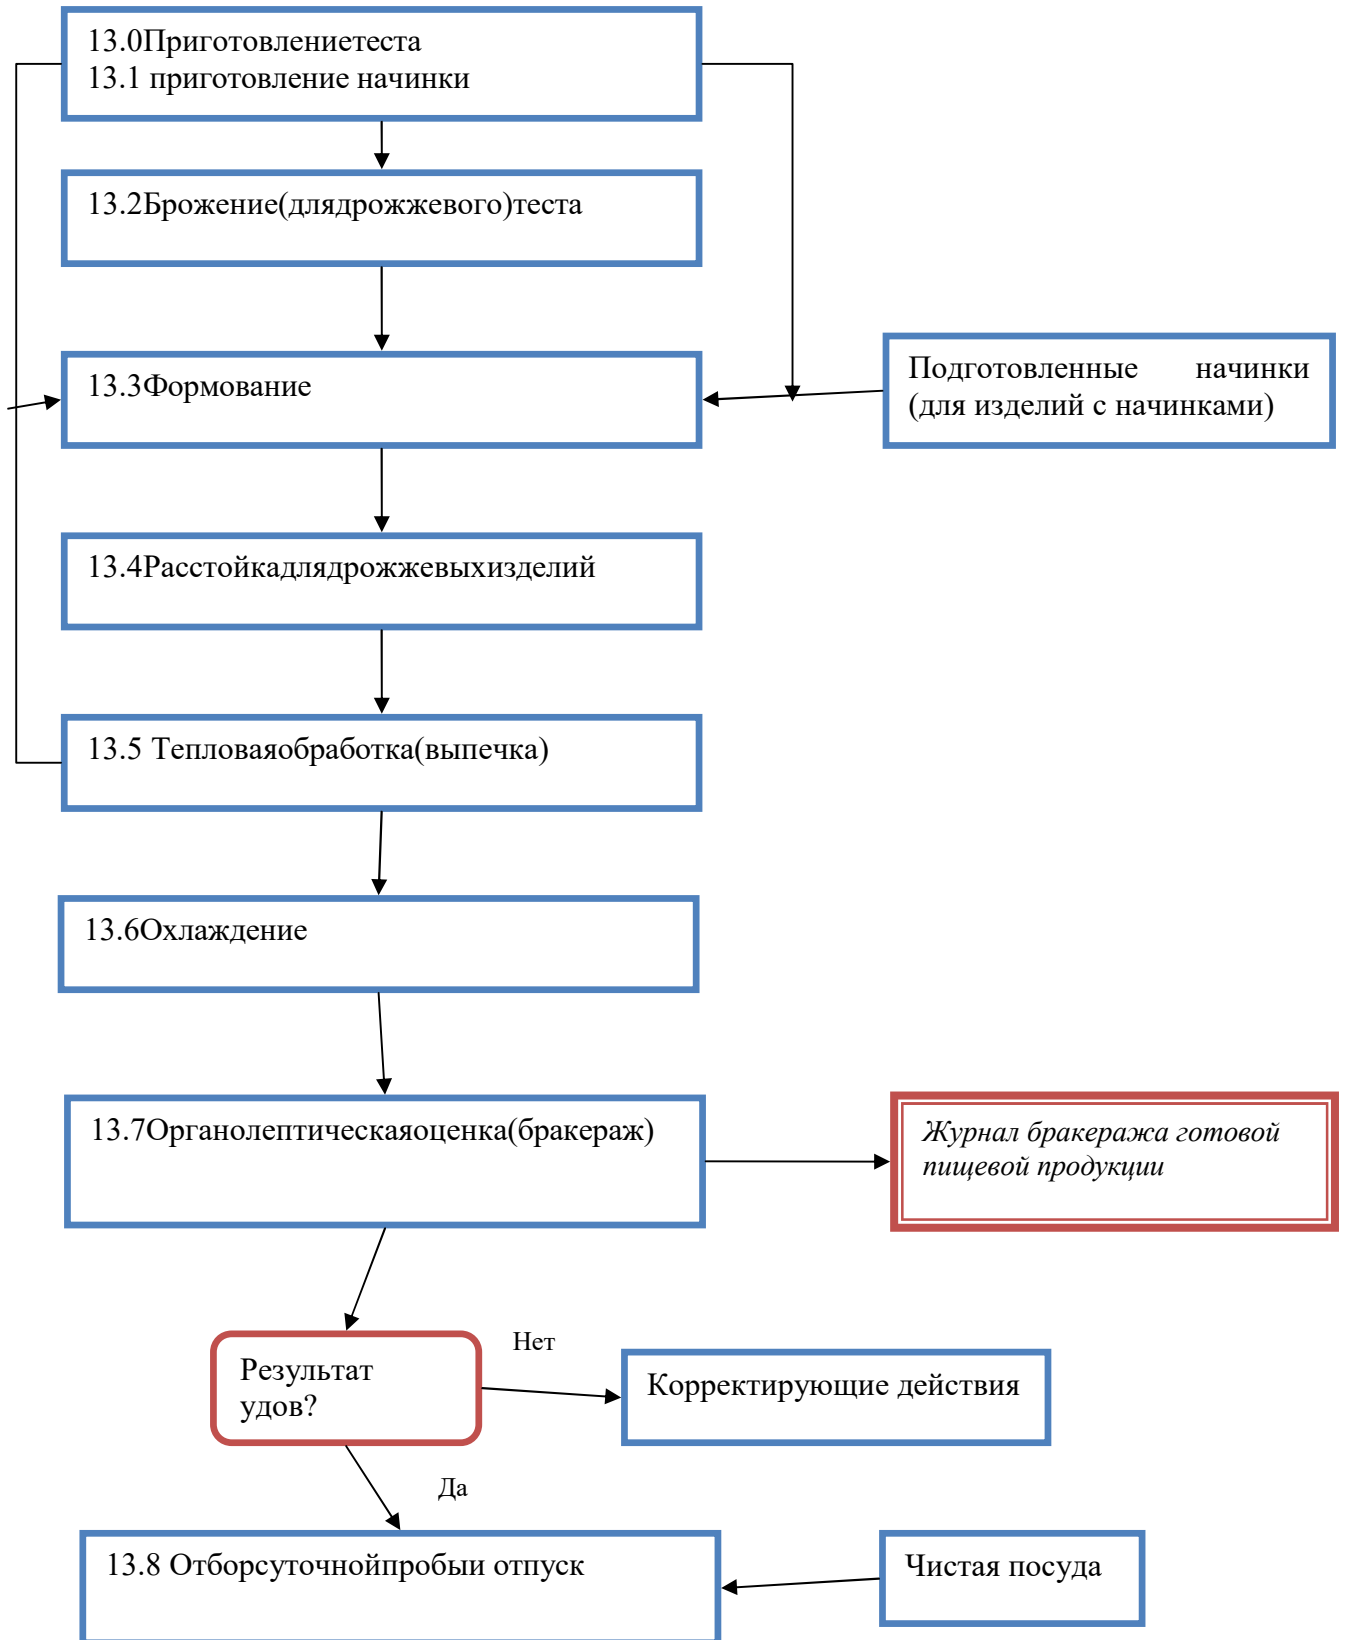 13.0Приготовлениетеста
13.1 приготовление начинки
13.2Брожение(длядрожжевого)теста
13.3Формование
Подготовленные начинки
(для изделий с начинками)
13.4Расстойкадлядрожжевыхизделий
13.5 Тепловаяобработка(выпечка)
13.6Охлаждение
13.7Органолептическаяоценка(бракераж)
Журнал бракеража готовой
пищевой продукции
Результат
удов?
Нет
Корректирующие действия
Да
13.8 Отборсуточнойпробыи отпуск
Чистая посуда